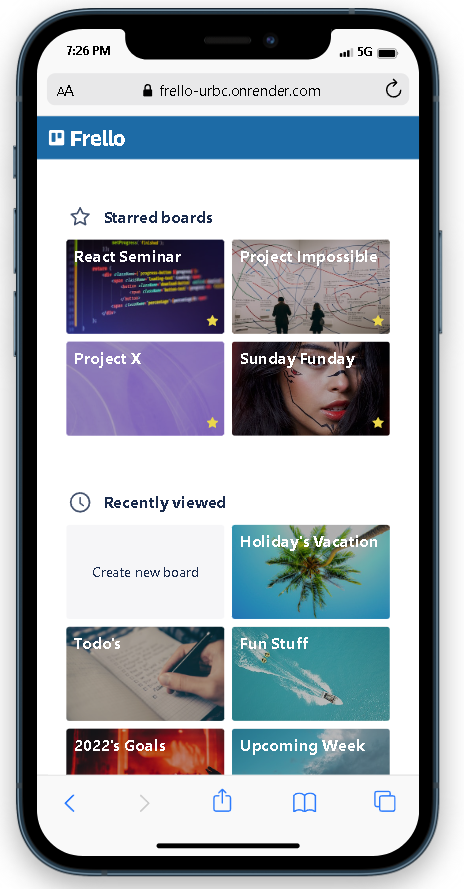 7:26 PM
5G
AA
frello-urbc.onrender.com
Frello
Starred boards
React Seminar
Project Impossible
Project X
Sunday Funday
Recently viewed
Create new board
Holiday's Vacation
Todo's
Fun Stuff
2022's Goals
Upcoming Week